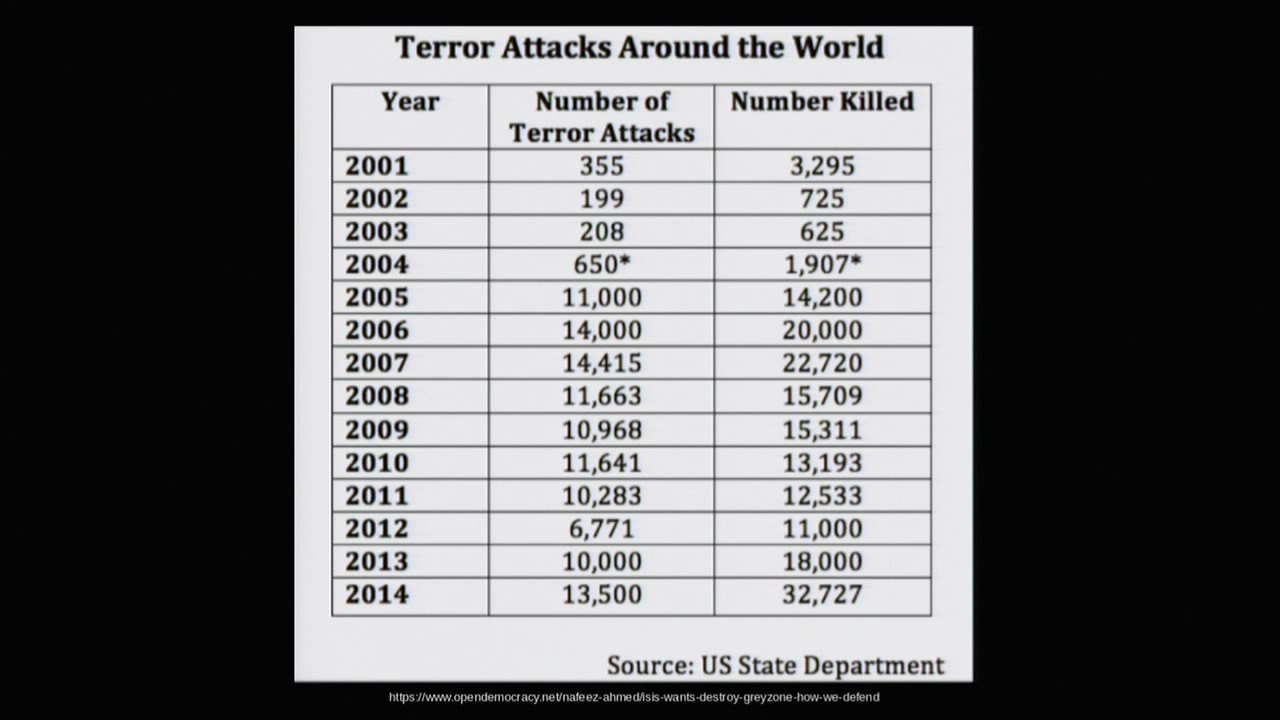 Terror Attacks Around the World
Year Number of Terror Attacks Number Killed
2001 355 3,295
2002 199 725
2003 208 625
2004 650* 1,907*
2005 11,000 14,200
2006 14,000 20,000
2007 14,415 22,720
2008 11,663 15,709
2009 10,968 15,311
2010 11,641 13,193
2011 10,283 12,533
2012 6,771 11,000
2013 10,000 18,000
2014 13,500 32,727
Source: US State Department
https://www.opendemocracy.net/nafeez-ahmed/isis-wants-destroy-greyzone-how-we-defend